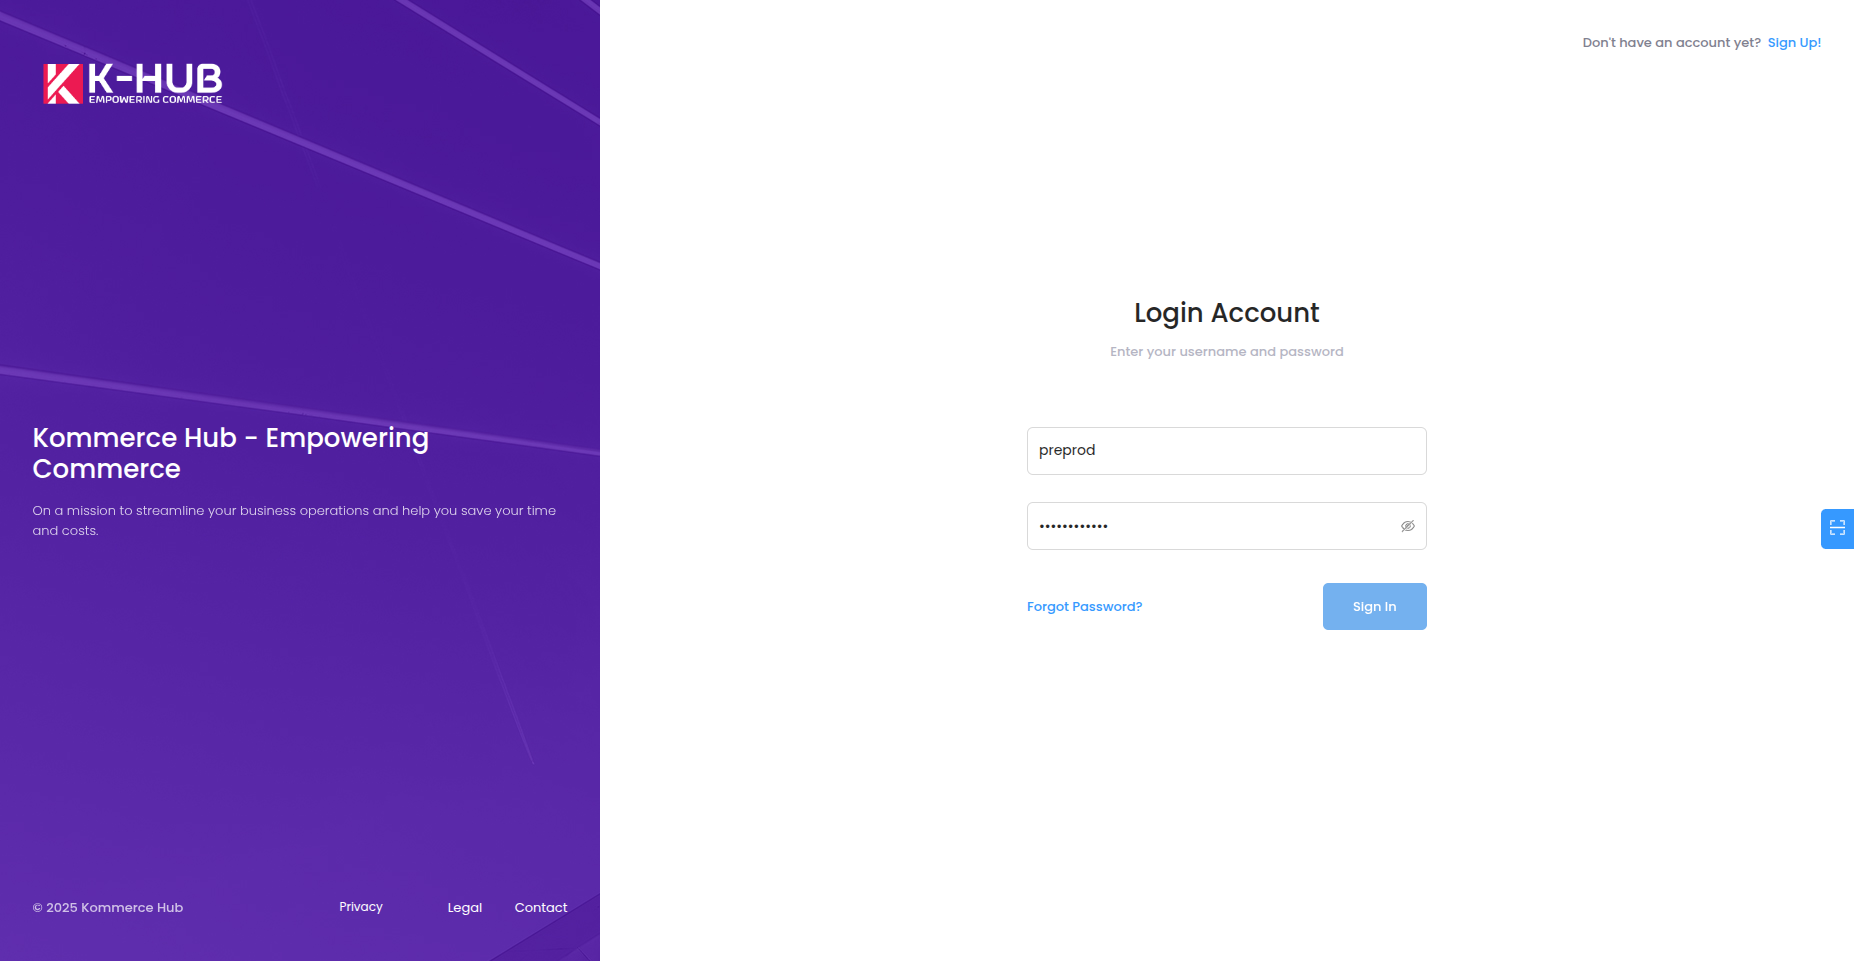 K-HUB
EMPOWERING COMMERCE
Don't have an account yet? Sign Up!
Kommerce Hub - Empowering
Commerce
On a mission to streamline your business operations and help you save your time
and costs.
Login Account
Enter your username and password
preprod
••••••••••••
Forgot Password?
Sign In
© 2025 Kommerce Hub
Privacy
Legal
Contact